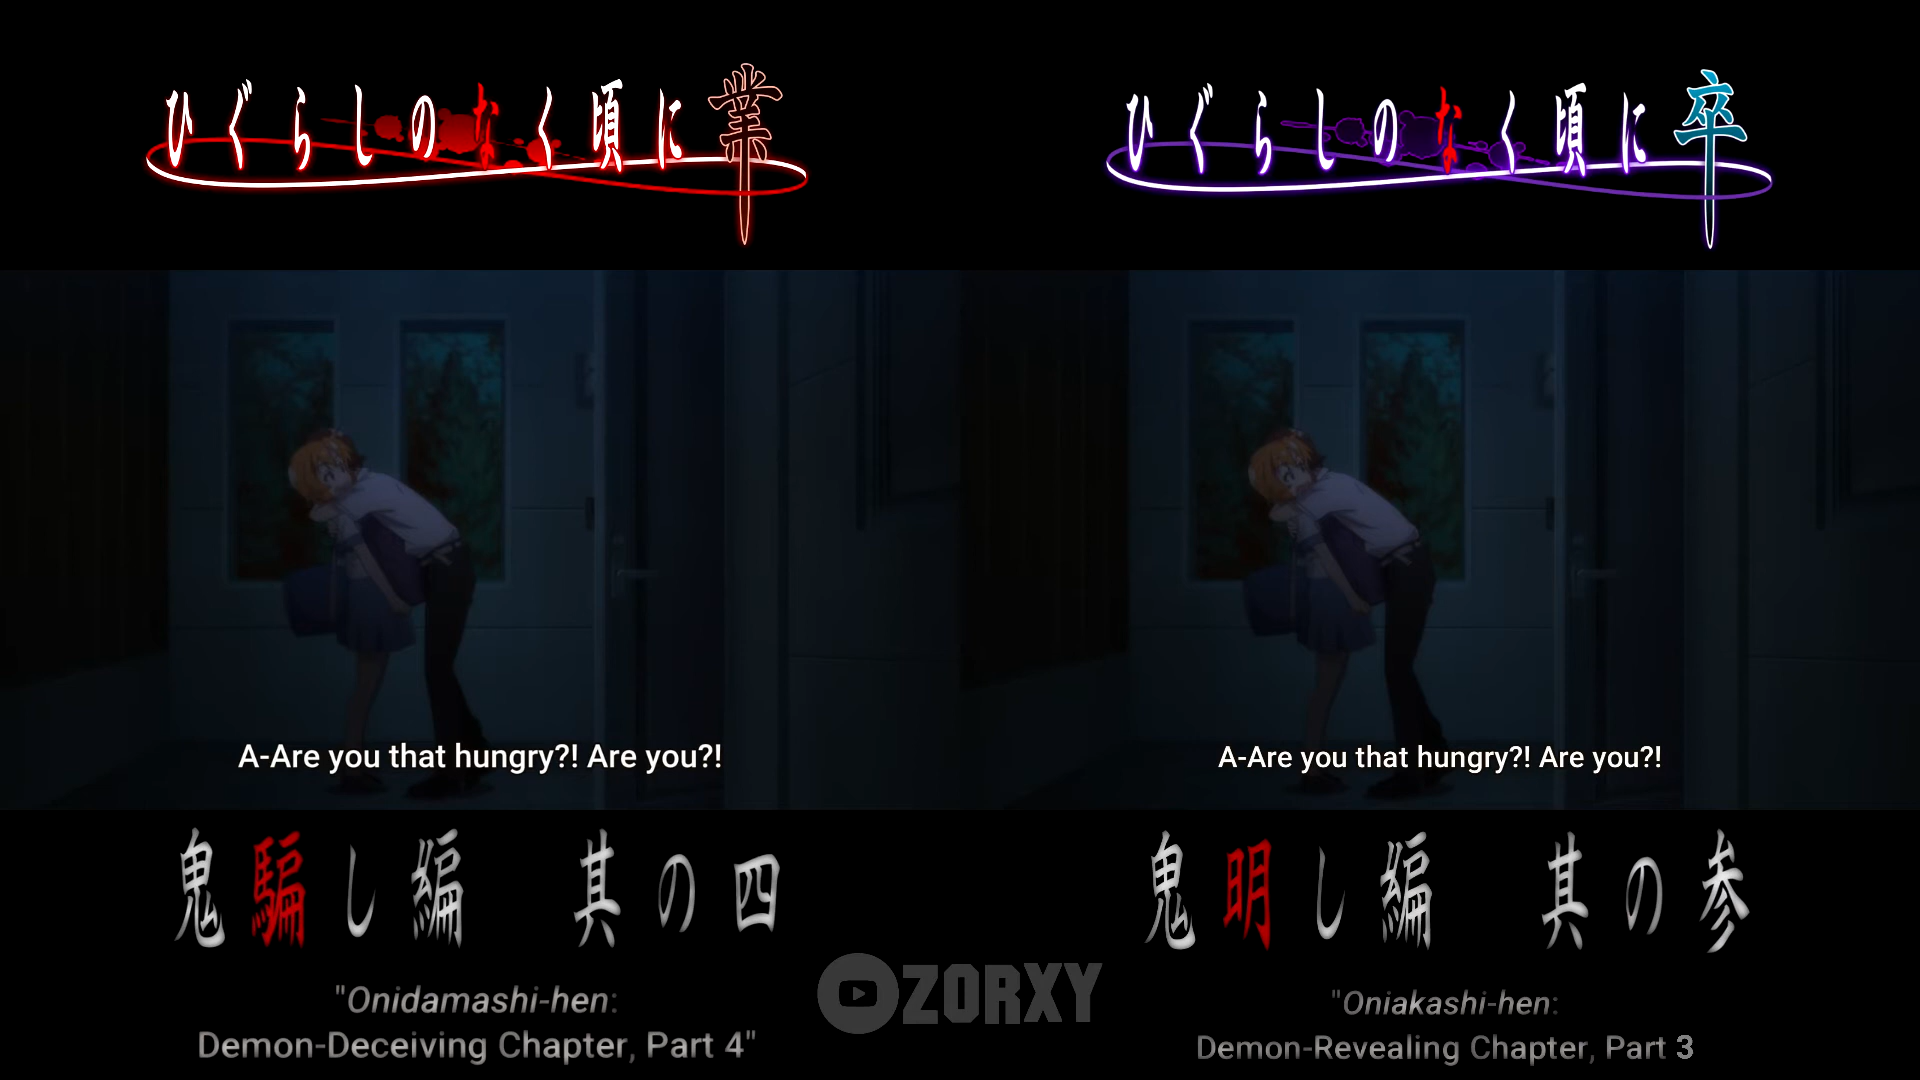 ひぐらしのなく頃に業
ひぐらしのなく頃に卒
A-Are you that hungry?! Are you?!
A-Are you that hungry?! Are you?!
鬼騙し編 其の四
鬼明し編 其の参
"Onidamashi-hen:
Demon-Deceiving Chapter, Part 4"
ZORXY
"Oniakashi-hen:
Demon-Revealing Chapter, Part 3